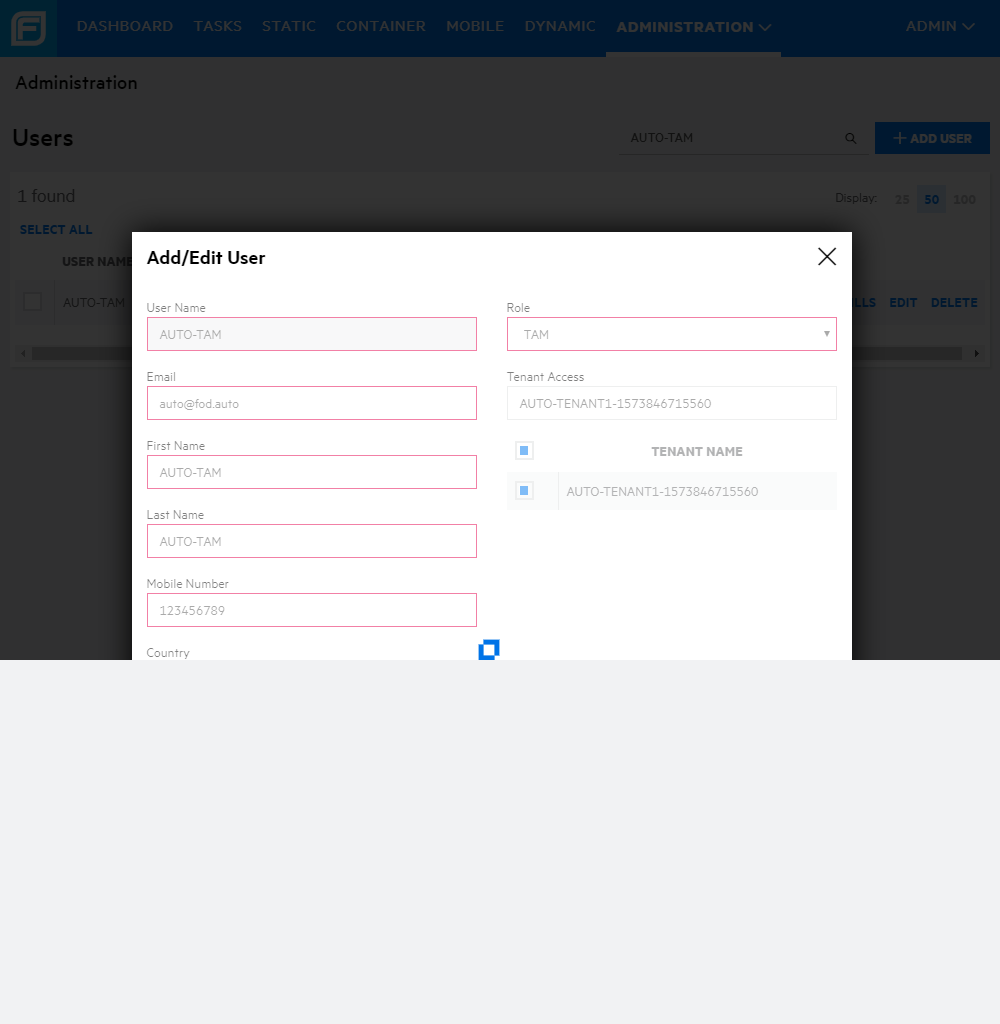 DASHBOARD TASKS STATIC CONTAINER MOBILE DYNAMIC ADMINISTRATION ADMIN
Administration
Users
AUTO-TAM
ADD USER
1 found
Display: 25 50 100
SELECT ALL
USER NAME
AUTO-TAM
EDIT DELETE
Add/Edit User
User Name
AUTO-TAM
Email
auto@fod.auto
First Name
AUTO-TAM
Last Name
AUTO-TAM
Mobile Number
123456789
Country
Role
TAM
Tenant Access
AUTO-TENANT1-1573846715560
TENANT NAME
AUTO-TENANT1-1573846715560